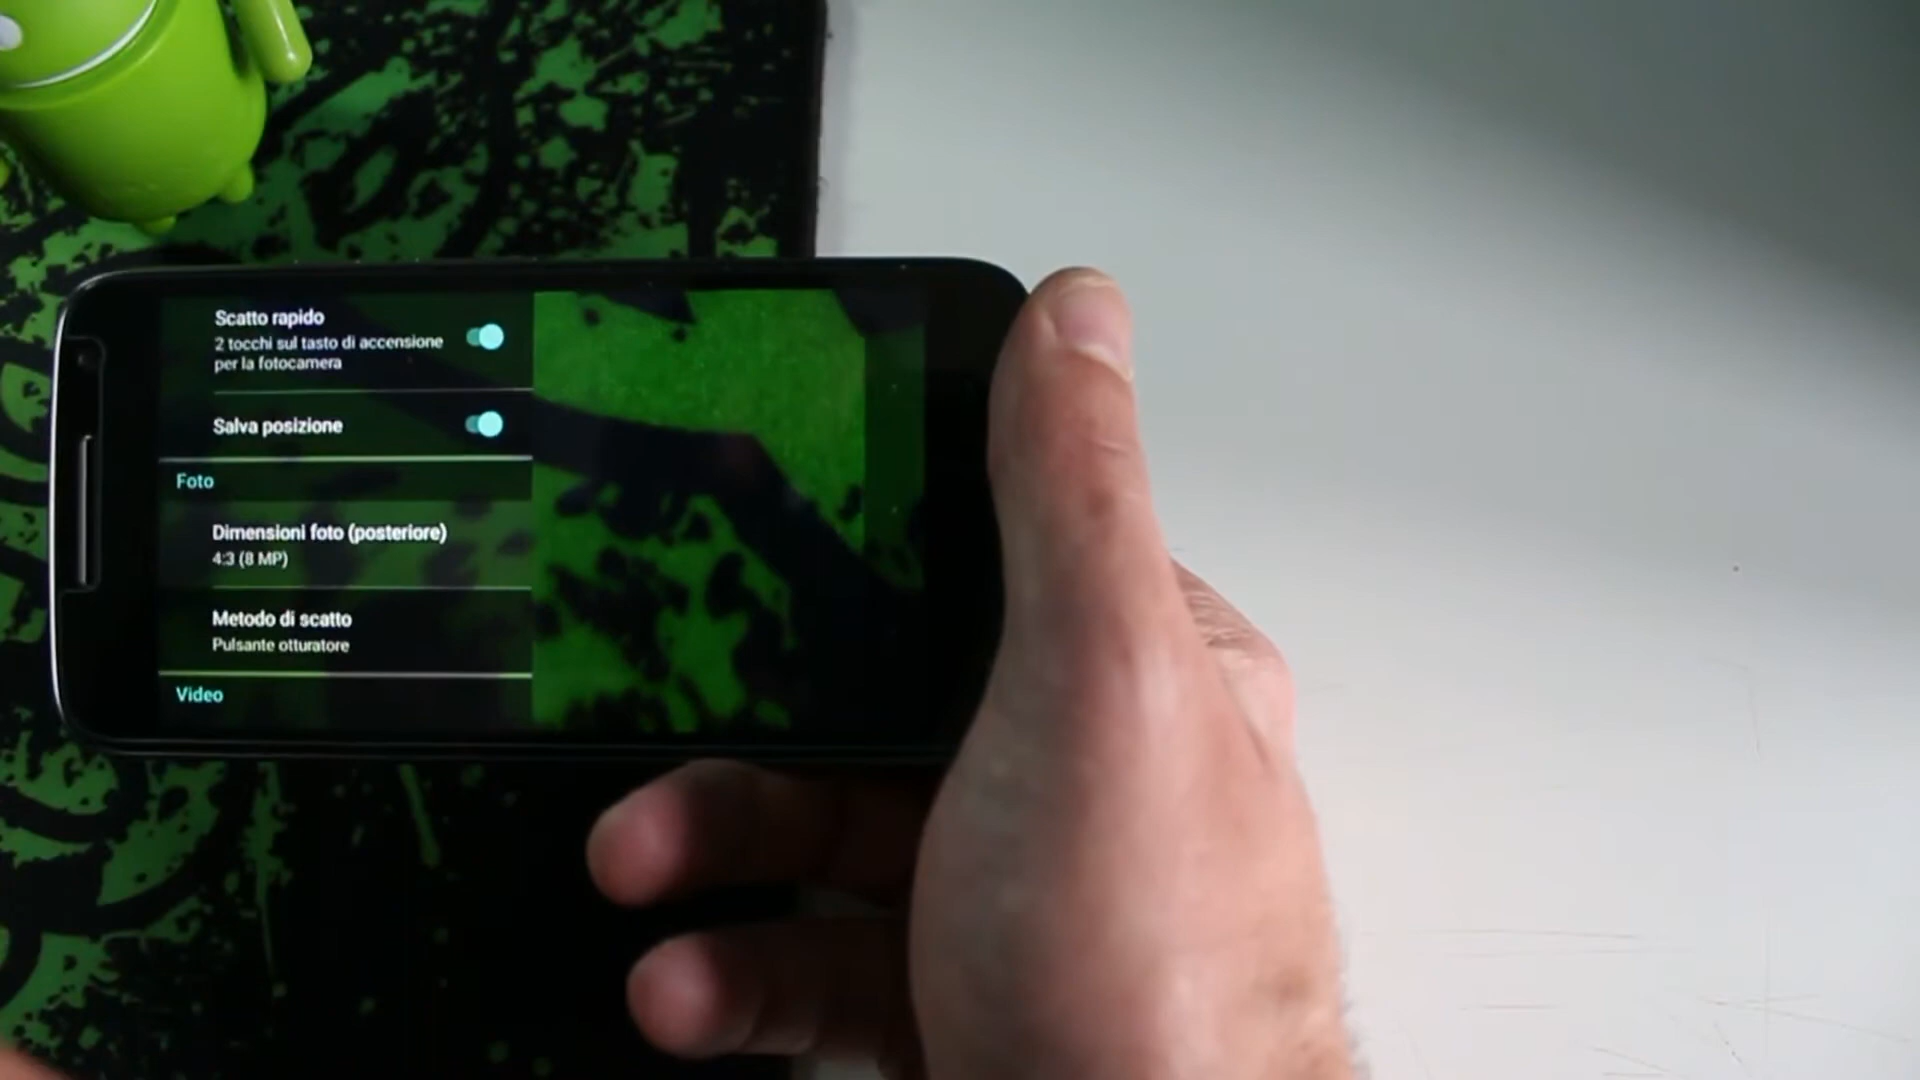 Scatto rapido
2 tocchi sul tasto di accensione
per la fotocamera
Salva posizione
Foto
Dimensioni foto (posteriore)
4:3 (8 MP)
Metodo di scatto
Pulsante otturatore
Video